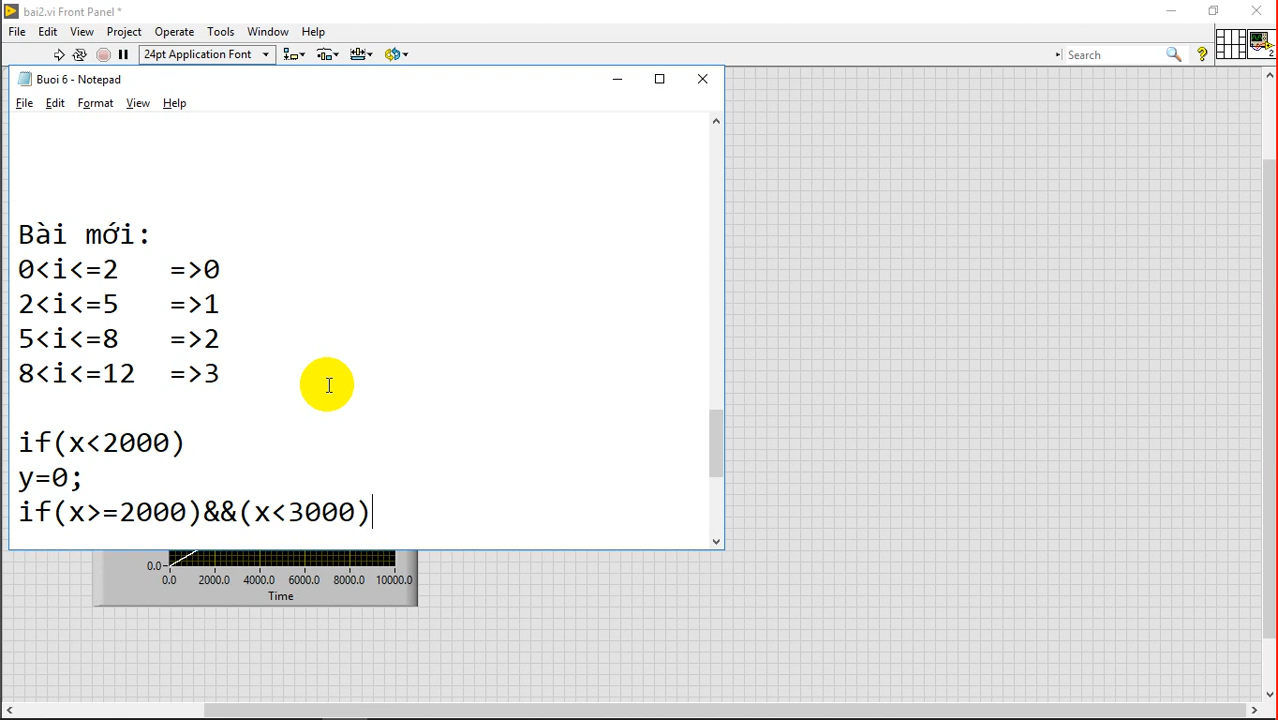 bai2.vi Front Panel *
File Edit View Project Operate Tools Window Help
24pt Application Font
Search
2
Buoi 6 - Notepad
File Edit Format View Help
Bài mới:
0<i<=2 =>0
2<i<=5 =>1
5<i<=8 =>2
8<i<=12 =>3
if(x<2000)
y=0;
if(x>=2000)&&(x<3000)
0.0
0.0 2000.0 4000.0 6000.0 8000.0 10000.0
Time